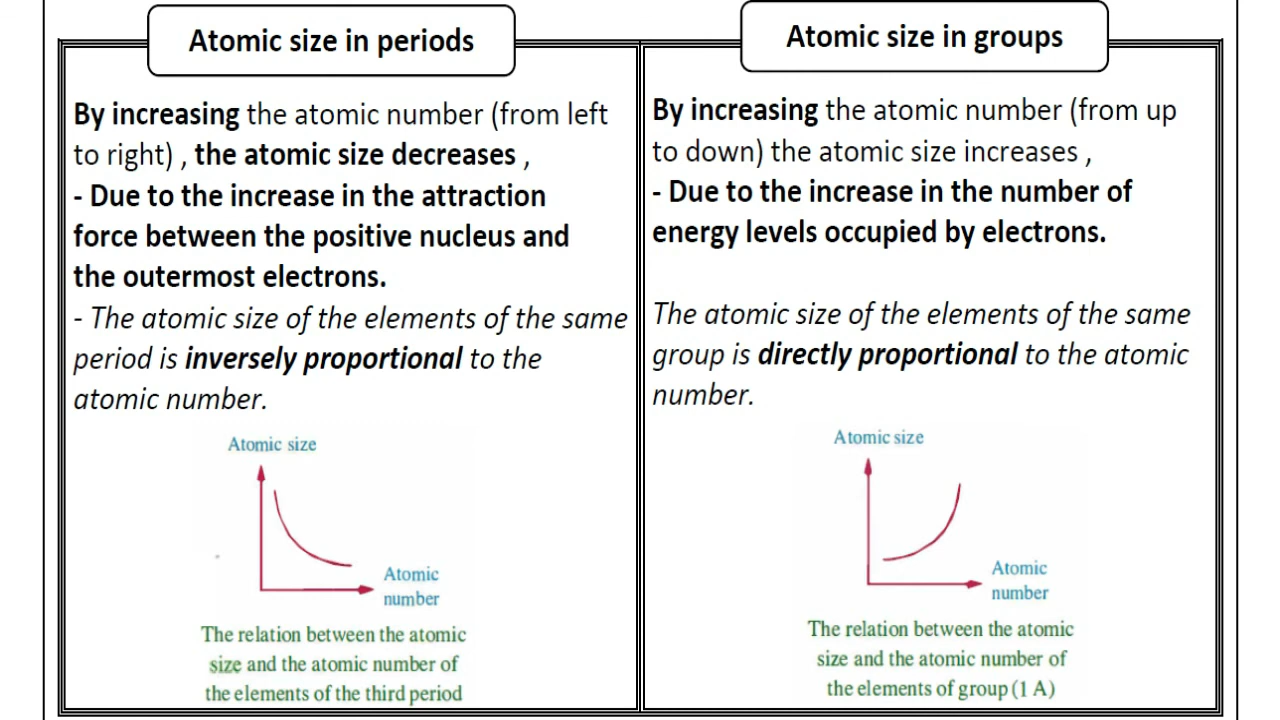 Atomic size in periods
By increasing the atomic number (from left
to right) , the atomic size decreases ,
- Due to the increase in the attraction
force between the positive nucleus and
the outermost electrons.
- The atomic size of the elements of the same
period is inversely proportional to the
atomic number.
Atomic size
Atomic
number
The relation between the atomic
size and the atomic number of
the elements of the third period
Atomic size in groups
By increasing the atomic number (from up
to down) the atomic size increases ,
- Due to the increase in the number of
energy levels occupied by electrons.
The atomic size of the elements of the same
group is directly proportional to the atomic
number.
Atomic size
Atomic
number
The relation between the atomic
size and the atomic number of
the elements of group (1 A)